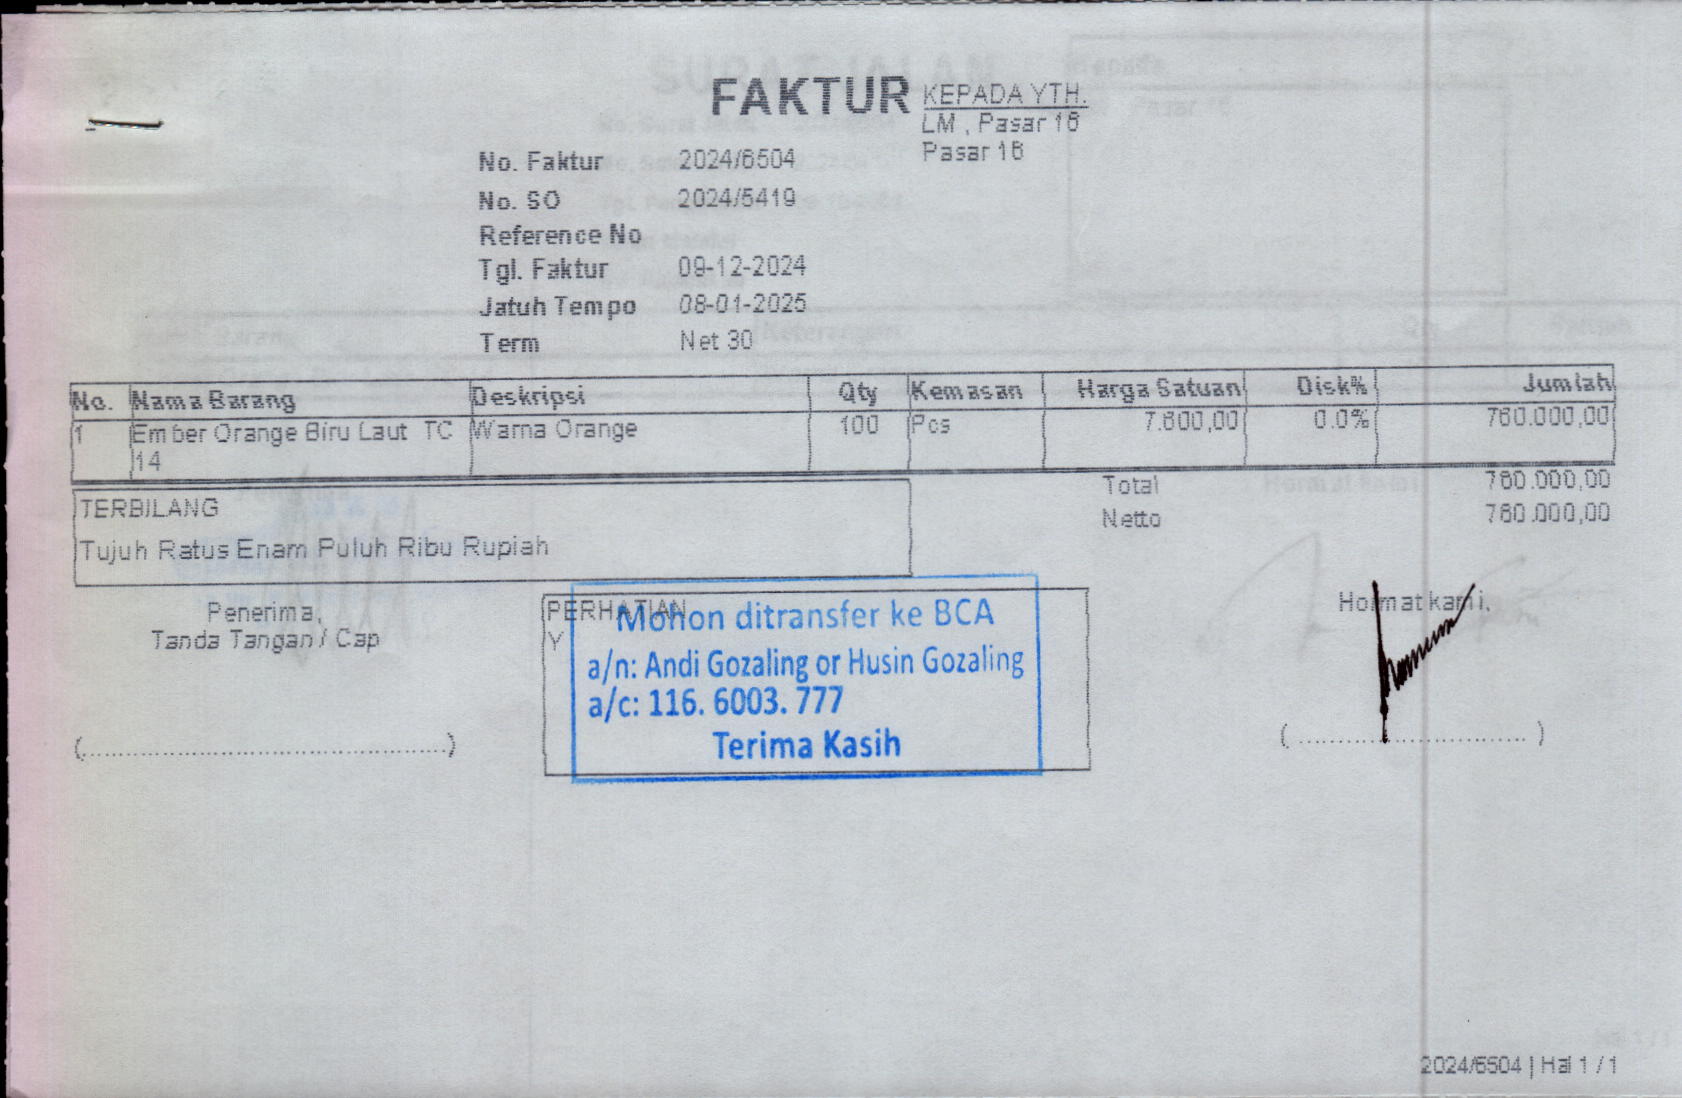 FAKTUR
KEPADA YTH.
LM , Pasar 16
Pasar 16
No. Faktur 2024/6504
No. SO 2024/5419
Reference No
Tgl. Faktur 09-12-2024
Jatuh Tempo 08-01-2025
Term Net 30
No. Nama Barang Deskripsi Qty Kemasan Harga Satuan Disk% Jumlah
1 Ember Orange Biru Laut TC Warna Orange 100 Pcs 7.600,00 0.0% 760.000,00
14
Total 760.000,00
Netto 760.000,00
TERBILANG
Tujuh Ratus Enam Puluh Ribu Rupiah
Penerima,
Tanda Tangan / Cap
(........................................)
PERHATIAN
Y
Mohon ditransfer ke BCA
a/n: Andi Gozaling or Husin Gozaling
a/c: 116. 6003. 777
Terima Kasih
Hormat kami,
(..............................)
2024/6504 | Hal 1 / 1